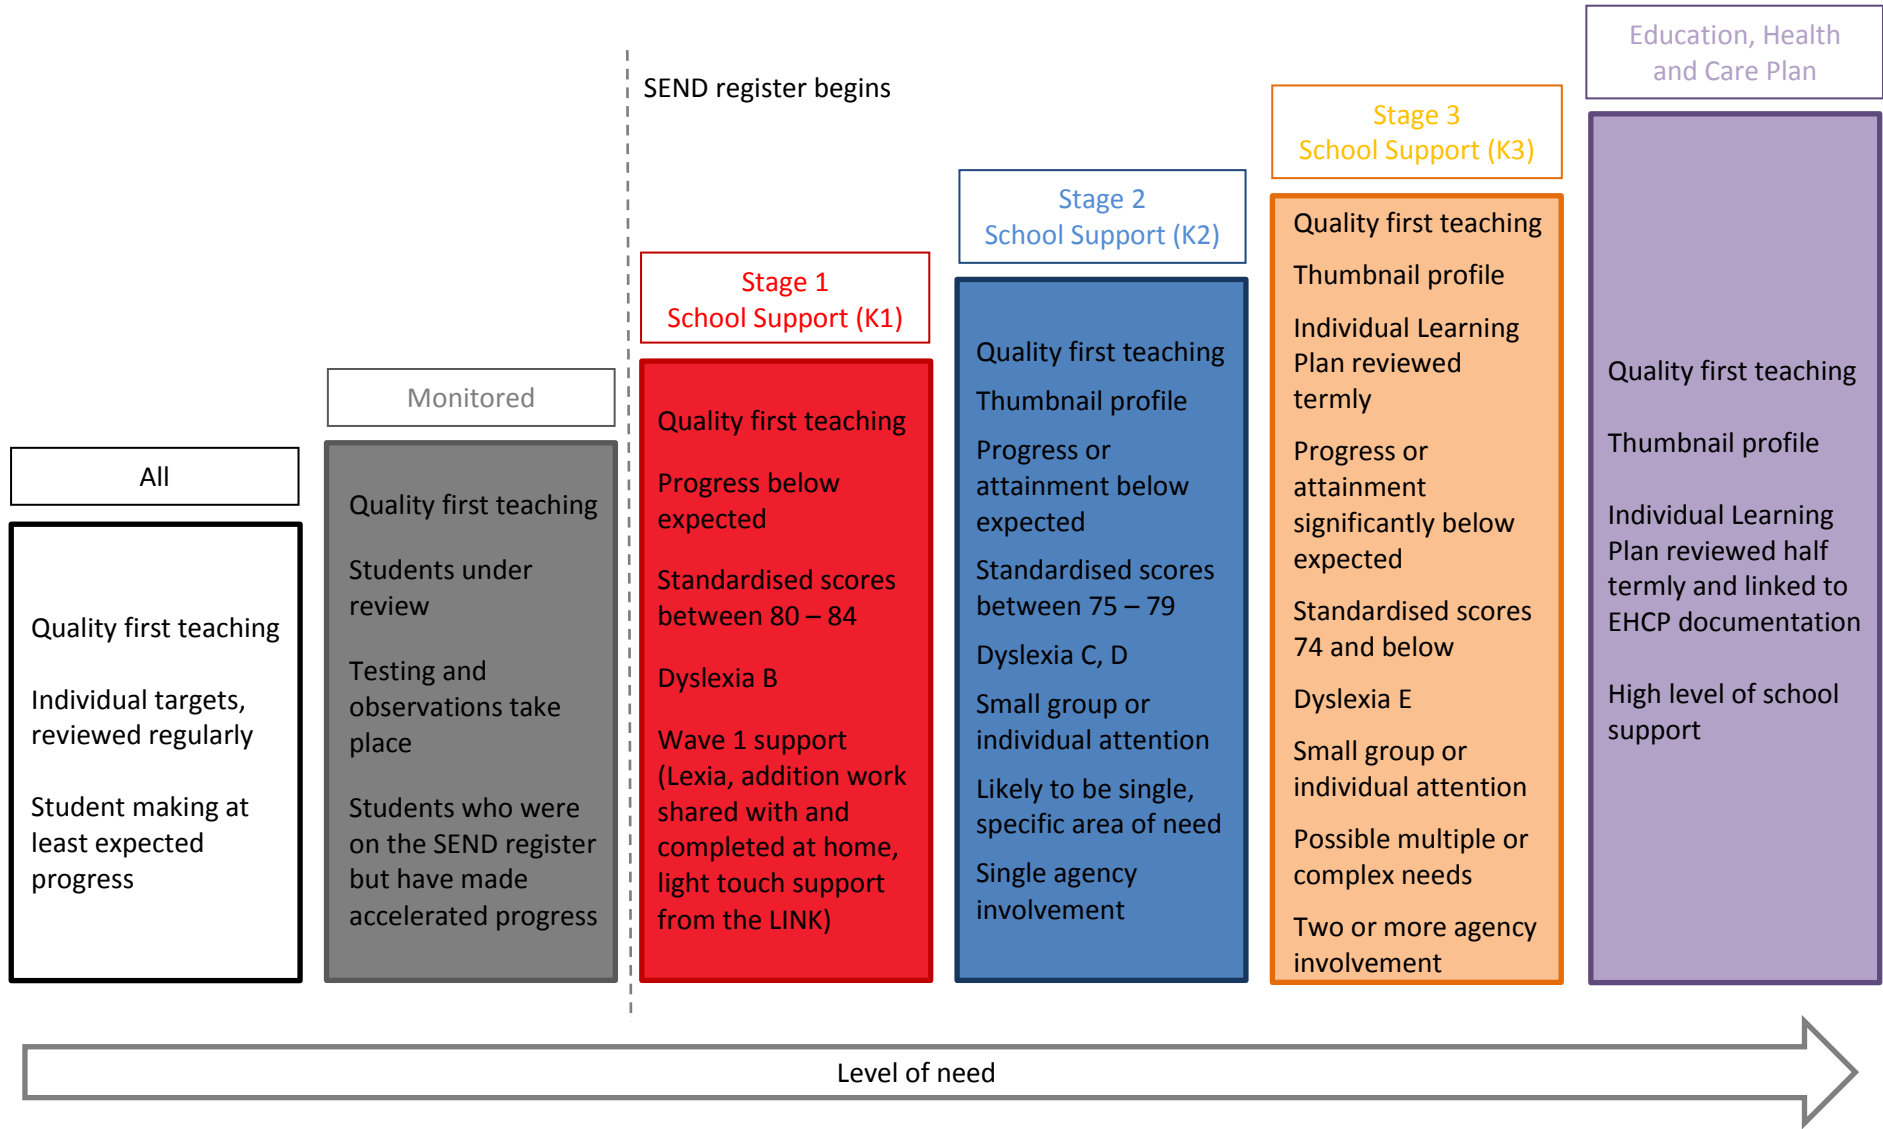 SEND register begins
All
Quality first teaching
Individual targets,
reviewed regularly
Student making at
least expected
progress
Monitored
Quality first teaching
Students under
review
Testing and
observations take
place
Students who were
on the SEND register
but have made
accelerated progress
Stage 1
School Support (K1)
Quality first teaching
Progress below
expected
Standardised scores
between 80 – 84
Dyslexia B
Wave 1 support
(Lexia, addition work
shared with and
completed at home,
light touch support
from the LINK)
Stage 2
School Support (K2)
Quality first teaching
Thumbnail profile
Progress or
attainment below
expected
Standardised scores
between 75 – 79
Dyslexia C, D
Small group or
individual attention
Likely to be single,
specific area of need
Single agency
involvement
Stage 3
School Support (K3)
Quality first teaching
Thumbnail profile
Individual Learning
Plan reviewed
termly
Progress or
attainment
significantly below
expected
Standardised scores
74 and below
Dyslexia E
Small group or
individual attention
Possible multiple or
complex needs
Two or more agency
involvement
Education, Health
and Care Plan
Quality first teaching
Thumbnail profile
Individual Learning
Plan reviewed half
termly and linked to
EHCP documentation
High level of school
support
Level of need